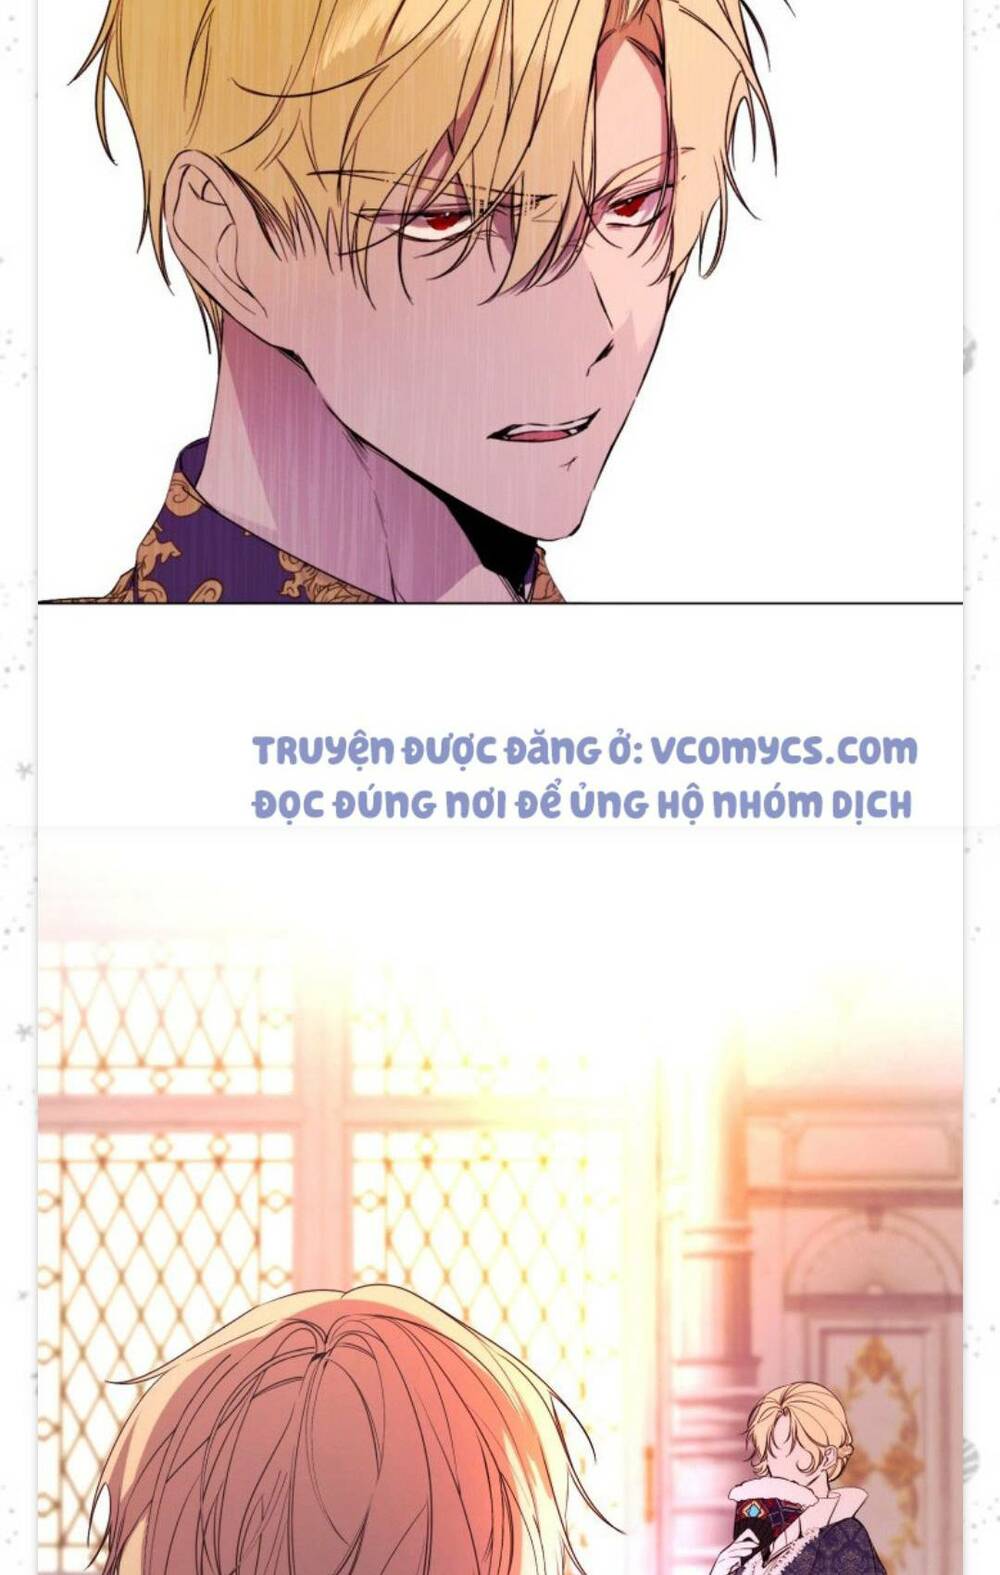 TRUYỆN ĐƯỢC ĐĂNG Ở: vcomycs.com
ĐỌC ĐÚNG NƠI ĐỂ ỦNG HỘ NHÓM DỊCH